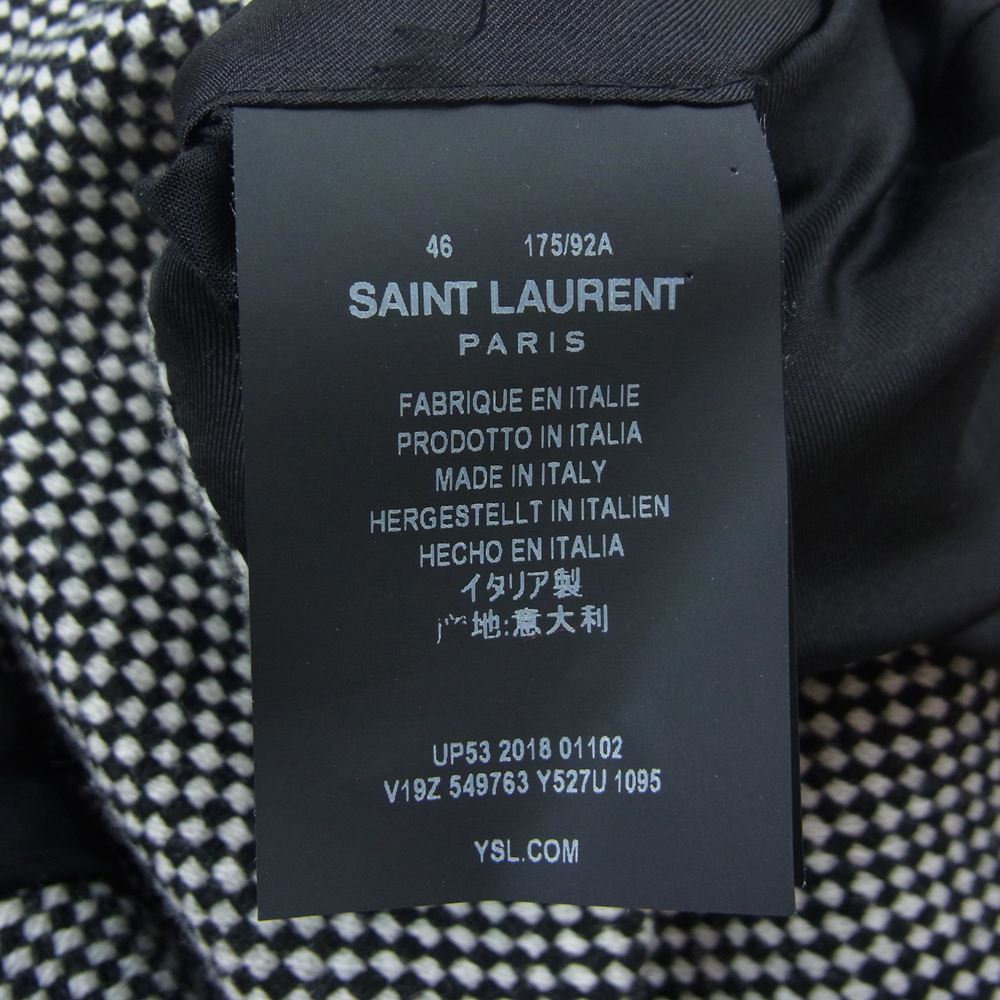 46 175/92A
SAINT LAURENT
PARIS
FABRIQUE EN ITALIE
PRODOTTO IN ITALIA
MADE IN ITALY
HERGESTELLT IN ITALIEN
HECHO EN ITALIA
イタリア製
产地:意大利
UP53 2018 01102
V19Z 549763 Y527U 1095
YSL.COM